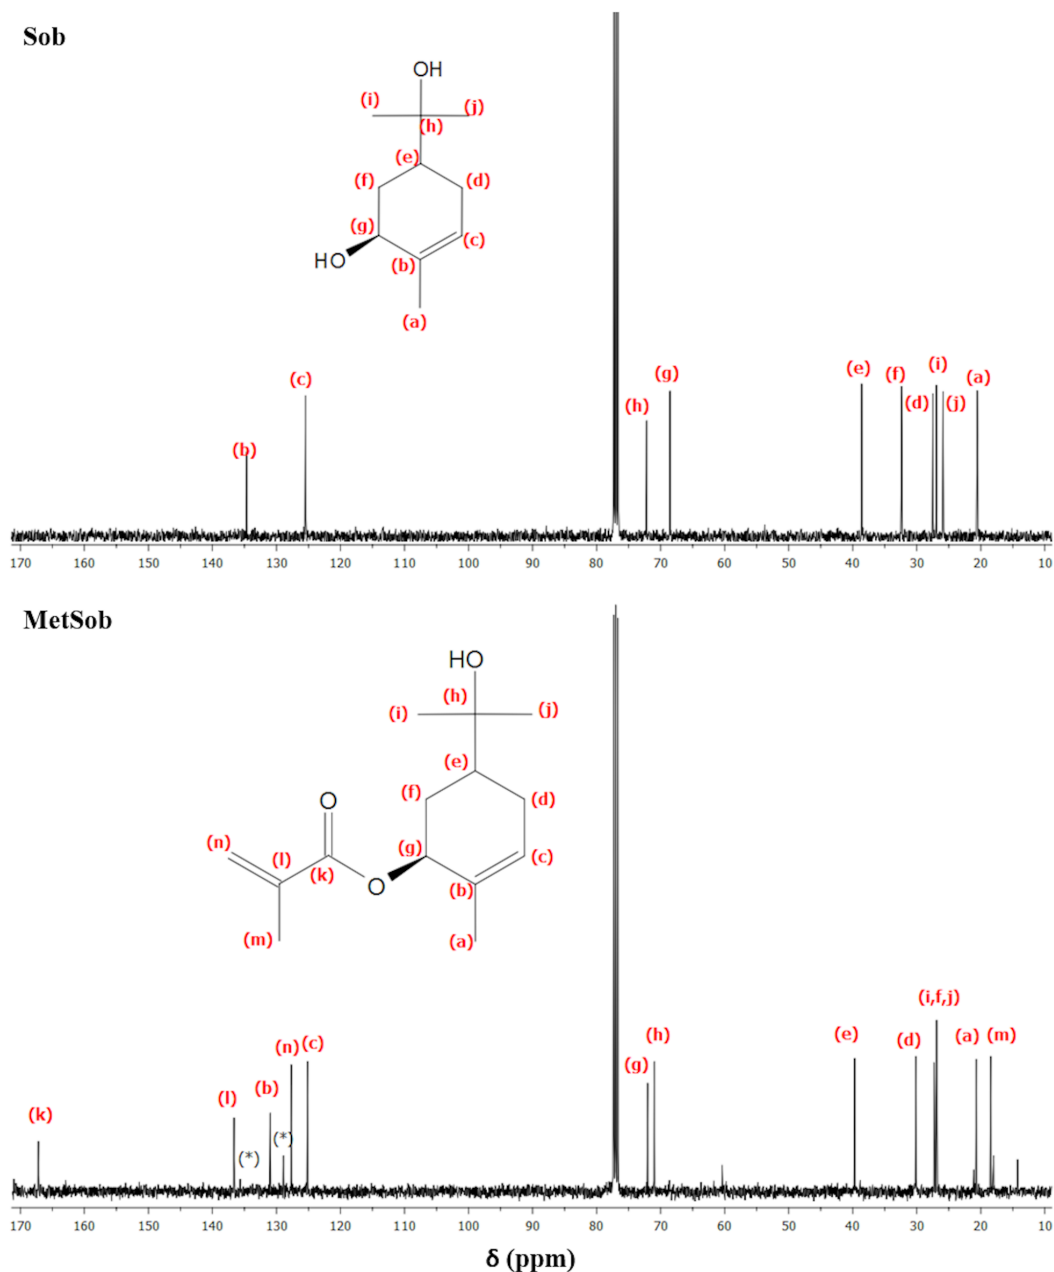 Sob
OH
(i) (j)
(h)
(e)
(f) (d)
(g) (c)
HO (b)
(a)
(b) (c) (h) (g) (e) (f) (d) (i) (j) (a)
170 160 150 140 130 120 110 100 90 80 70 60 50 40 30 20 10
MetSob
HO
(h)
(i) (j)
(e)
(f) (d)
O
(n) (l) (k) (g) (c)
O (b)
(m) (a)
(k) (l) (*) (b) (*) (n) (c) (g) (h) (e) (d) (i,f,j) (a) (m)
170 160 150 140 130 120 110 100 90 80 70 60 50 40 30 20 10
δ (ppm)